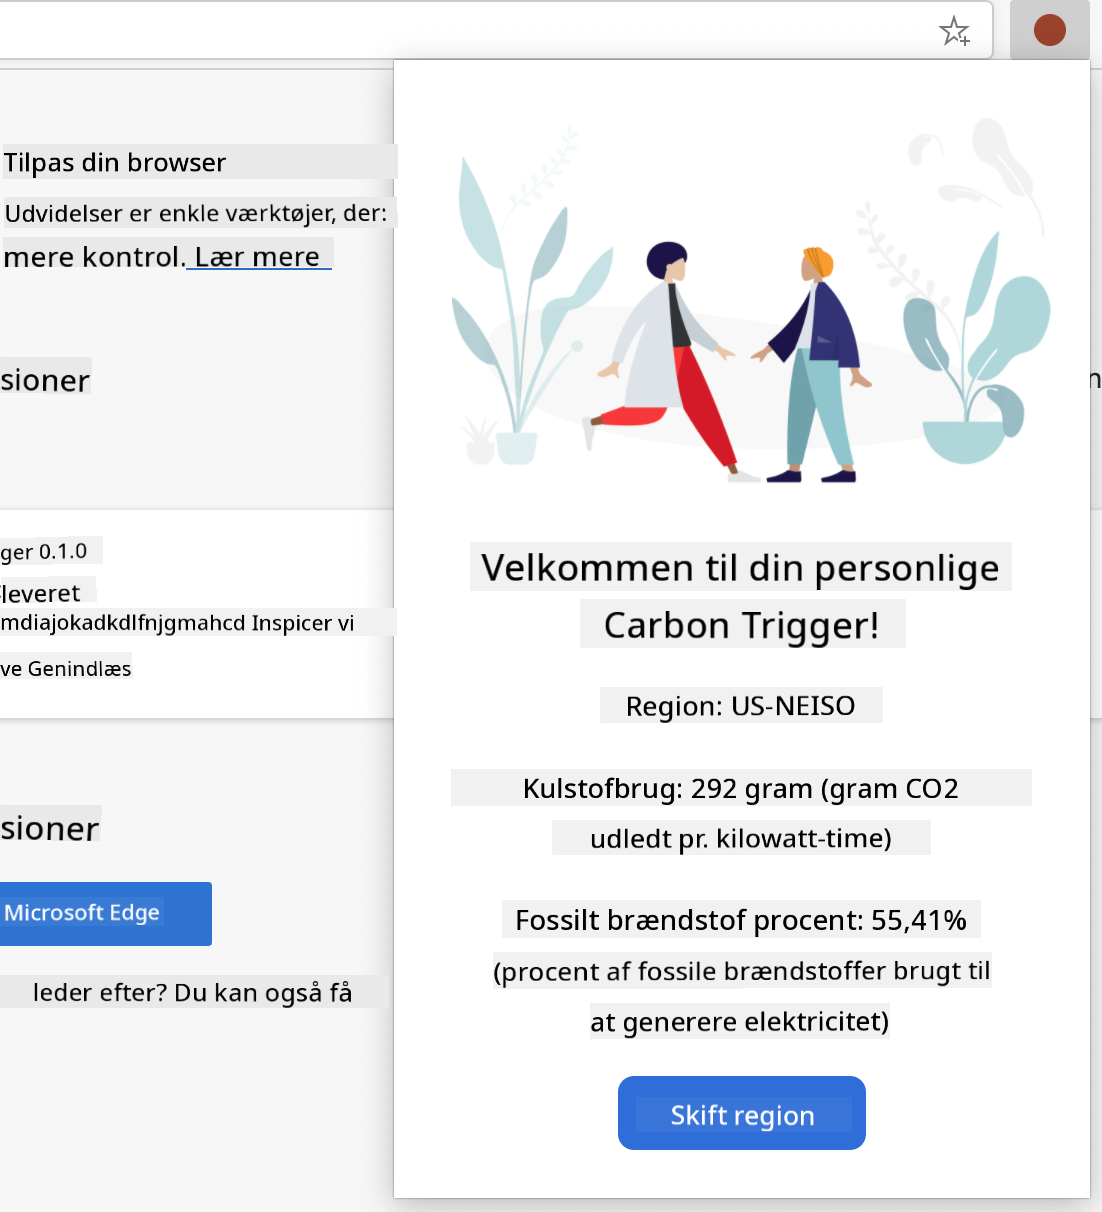 Tilpas din browser
Udvidelser er enkle værktøjer, der:
mere kontrol. Lær mere
sioner
n
ger 0.1.0
leveret
mdiajokadkdlfnjgmahcd Inspicer vi
ve Genindlæs
sioner
Microsoft Edge
leder efter? Du kan også få
Velkommen til din personlige
Carbon Trigger!
Region: US-NEISO
Kulstofbrug: 292 gram (gram CO2
udledt pr. kilowatt-time)
Fossilt brændstof procent: 55,41%
(procent af fossile brændstoffer brugt til
at generere elektricitet)
Skift region